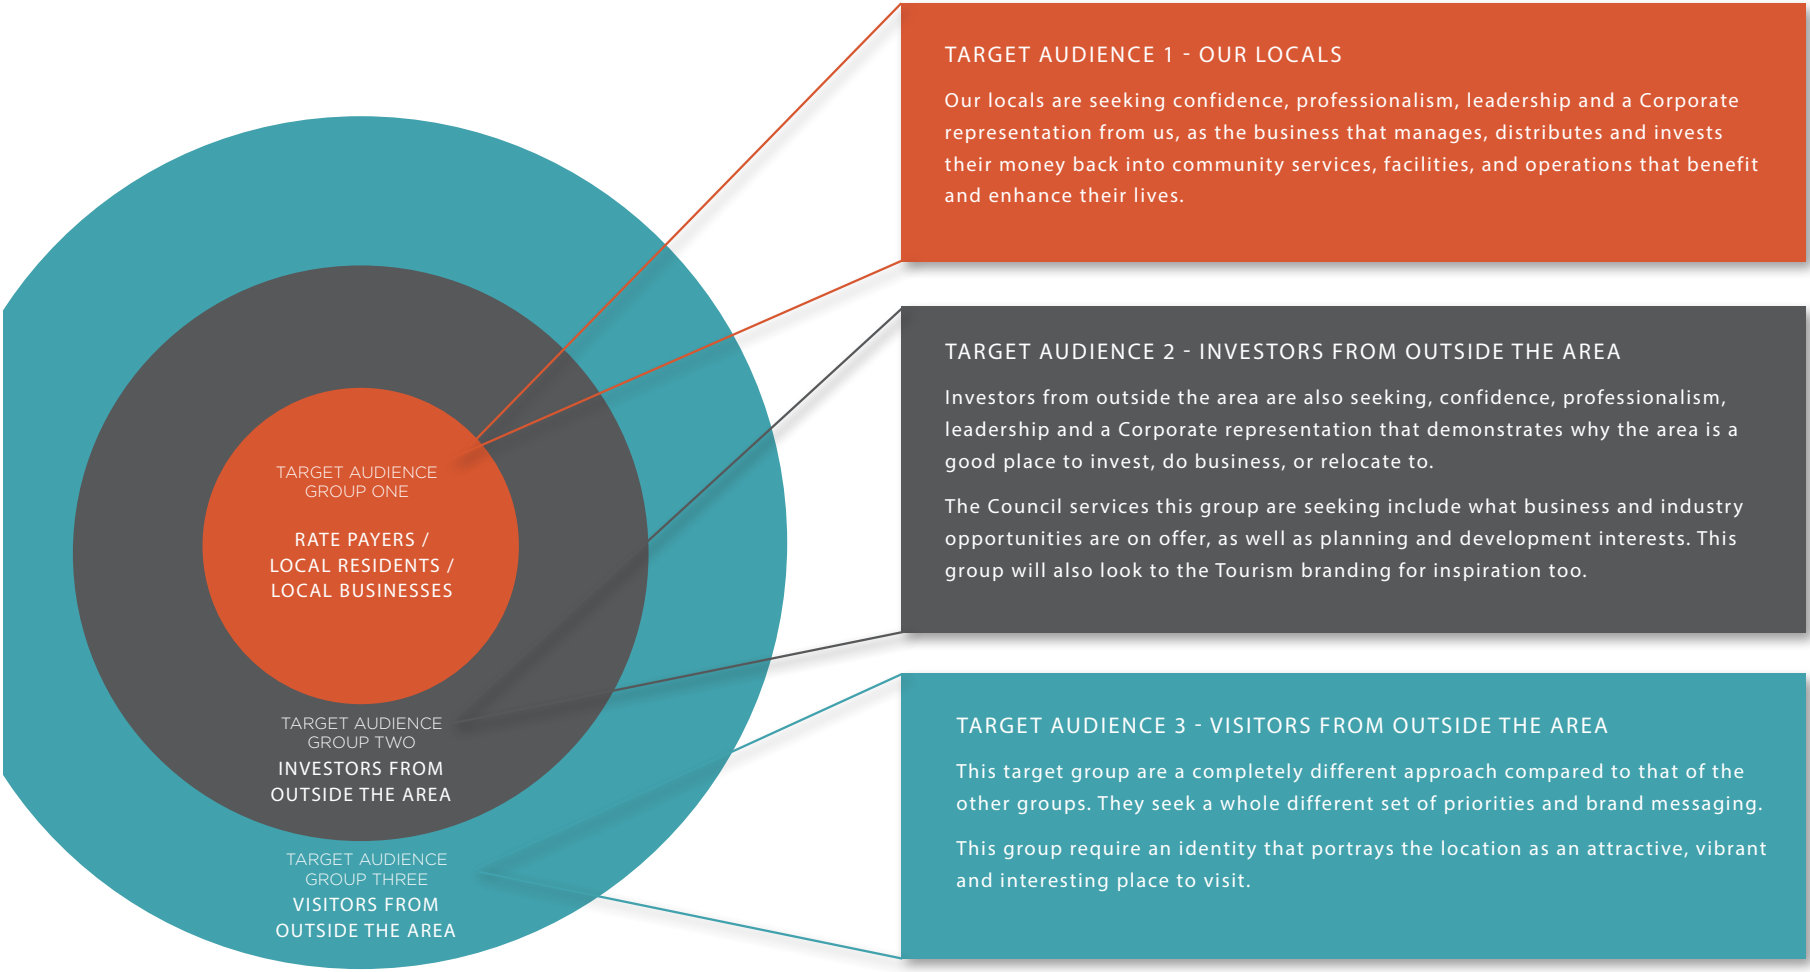 TARGET AUDIENCE
GROUP ONE
RATE PAYERS /
LOCAL RESIDENTS /
LOCAL BUSINESSES
TARGET AUDIENCE
GROUP TWO
INVESTORS FROM
OUTSIDE THE AREA
TARGET AUDIENCE
GROUP THREE
VISITORS FROM
OUTSIDE THE AREA
TARGET AUDIENCE 1 - OUR LOCALS
Our locals are seeking confidence, professionalism, leadership and a Corporate
representation from us, as the business that manages, distributes and invests
their money back into community services, facilities, and operations that benefit
and enhance their lives.
TARGET AUDIENCE 2 - INVESTORS FROM OUTSIDE THE AREA
Investors from outside the area are also seeking, confidence, professionalism,
leadership and a Corporate representation that demonstrates why the area is a
good place to invest, do business, or relocate to.
The Council services this group are seeking include what business and industry
opportunities are on offer, as well as planning and development interests. This
group will also look to the Tourism branding for inspiration too.
TARGET AUDIENCE 3 - VISITORS FROM OUTSIDE THE AREA
This target group are a completely different approach compared to that of the
other groups. They seek a whole different set of priorities and brand messaging.
This group require an identity that portrays the location as an attractive, vibrant
and interesting place to visit.